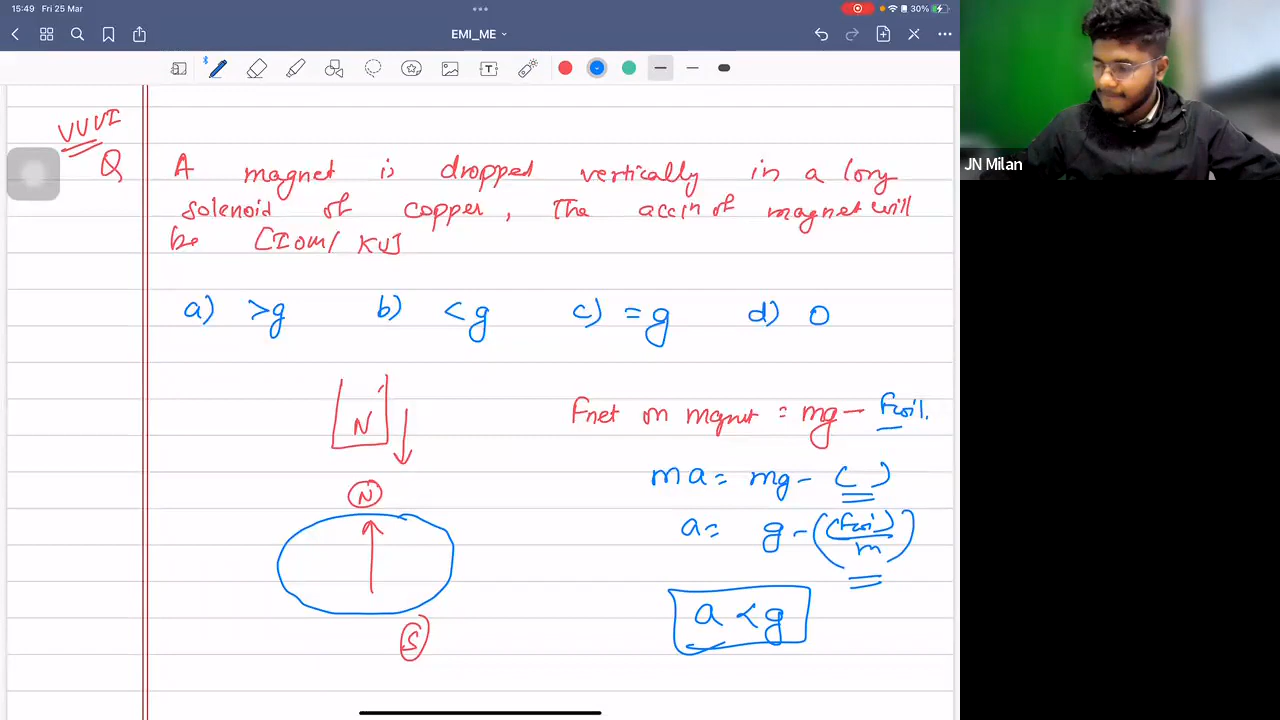 15:49 Fri 25 Mar
30%
EMI_ME
JN Milan
VVVI
Q A magnet is dropped vertically in a long
solenoid of copper, The accn of magnet will
be [IOM/ KU]
a) >g b) <g c) =g d) 0
N
N
S
Fnet on magnet = mg - Fcoil.
ma = mg - ( )
a = g - ((Fcoil)/m)
a < g